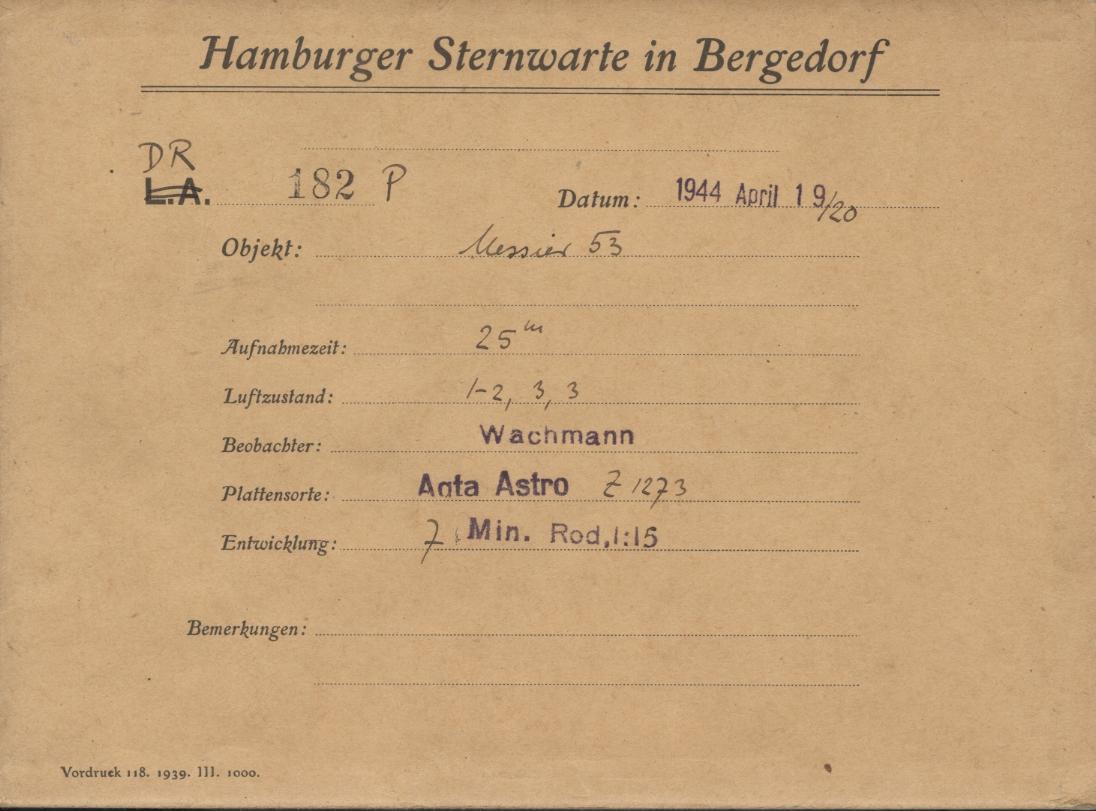 Hamburger Sternwarte in Bergedorf
DR
L.A. 182 P Datum: 1944 April 19/20
Objekt: Messier 53
Aufnahmezeit: 25ᵐ
Luftzustand: 1-2, 3, 3
Beobachter: Wachmann
Plattensorte: Agfa Astro Z 1273
Entwicklung: 7 Min. Rod. 1:15
Bemerkungen:
Vordruck 118. 1939. III. 1000.